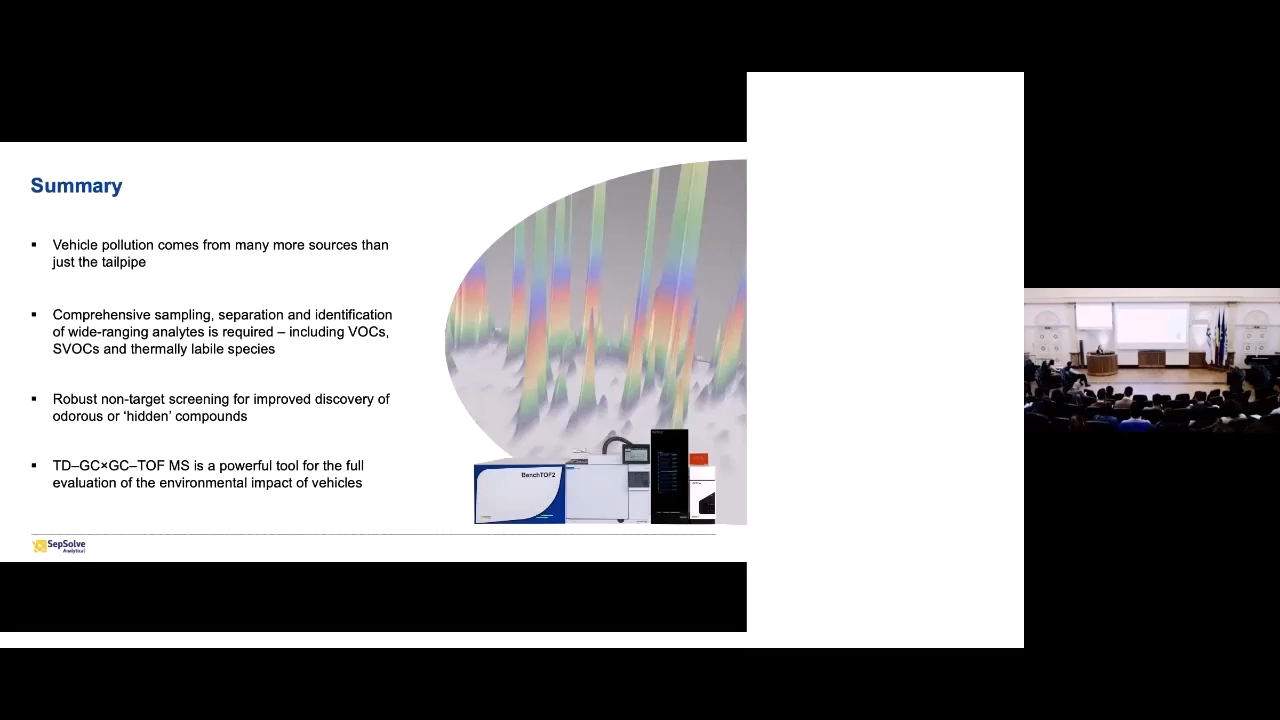 Summary
▪ Vehicle pollution comes from many more sources than
just the tailpipe
▪ Comprehensive sampling, separation and identification
of wide-ranging analytes is required – including VOCs,
SVOCs and thermally labile species
▪ Robust non-target screening for improved discovery of
odorous or ‘hidden’ compounds
▪ TD–GC×GC–TOF MS is a powerful tool for the full
evaluation of the environmental impact of vehicles
BenchTOF2
SepSolve
Analytical